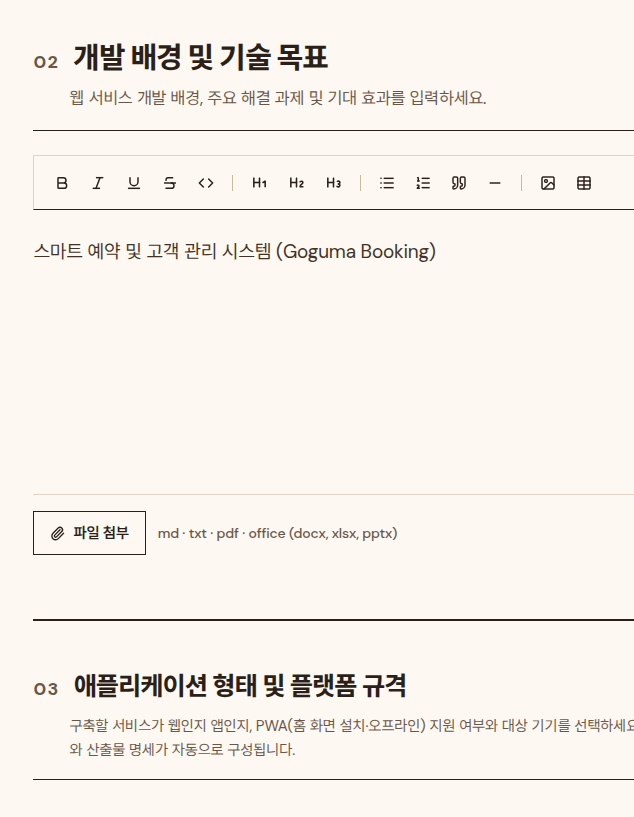 02 개발 배경 및 기술 목표
웹 서비스 개발 배경, 주요 해결 과제 및 기대 효과를 입력하세요.
B I U S <> H1 H2 H3
스마트 예약 및 고객 관리 시스템 (Goguma Booking)
파일 첨부 md · txt · pdf · office (docx, xlsx, pptx)
03 애플리케이션 형태 및 플랫폼 규격
구축할 서비스가 웹인지 앱인지, PWA(홈 화면 설치·오프라인) 지원 여부와 대상 기기를 선택하세요
와 산출물 명세가 자동으로 구성됩니다.